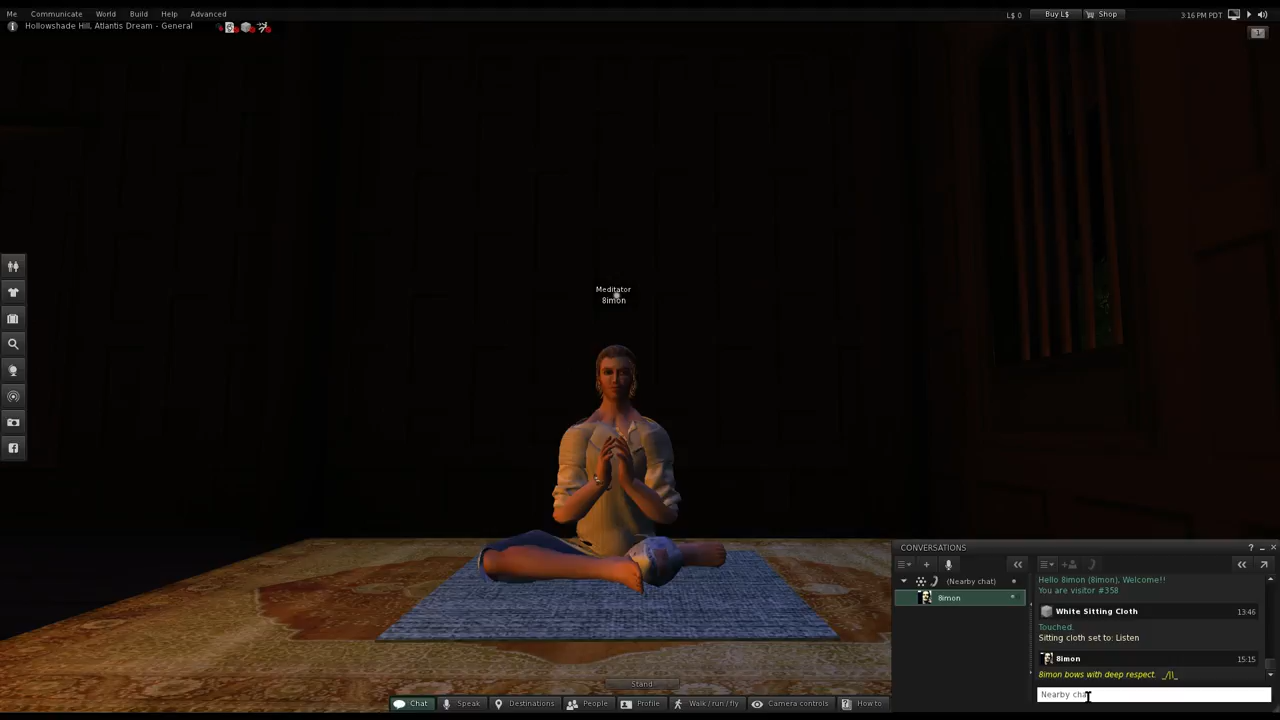 Me Communicate World Build Help Advanced L$ 0 Buy L$ Shop 3:16 PM PDT
Hollowshade Hill, Atlantis Dream - General
1
Meditator
8imon
CONVERSATIONS
(Nearby chat)
8imon
Hello 8imon (8imon), Welcome!!
You are visitor #358
White Sitting Cloth 13:46
Touched.
Sitting cloth set to: Listen
8imon 15:15
8imon bows with deep respect. _/|\_
Nearby chat
Stand
Chat Speak Destinations People Profile Walk / run / fly Camera controls How to